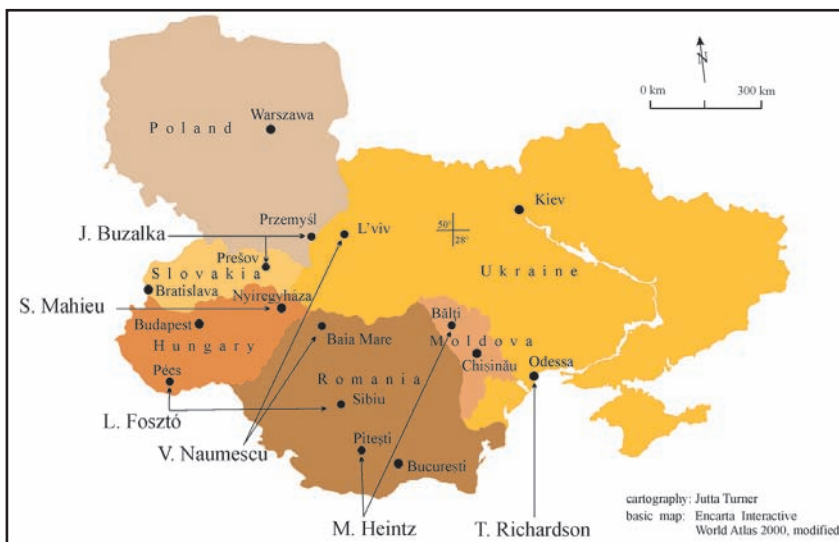 N
0 km
300 km
Poland
Warszawa
Kiev
Przemyśl
L'viv
50°
28°
J. Buzalka
Prešov
Slovakia
Ukraine
Bratislava
Nyíregyháza
S. Mahieu
Bălţi
Budapest
Baia Mare
Moldova
Hungary
Chişinău
Odessa
Pécs
Romania
Sibiu
L. Fosztó
Piteşti
V. Naumescu
Bucureşti
M. Heintz
T. Richardson
cartography: Jutta Turner
basic map: Encarta Interactive
World Atlas 2000, modified